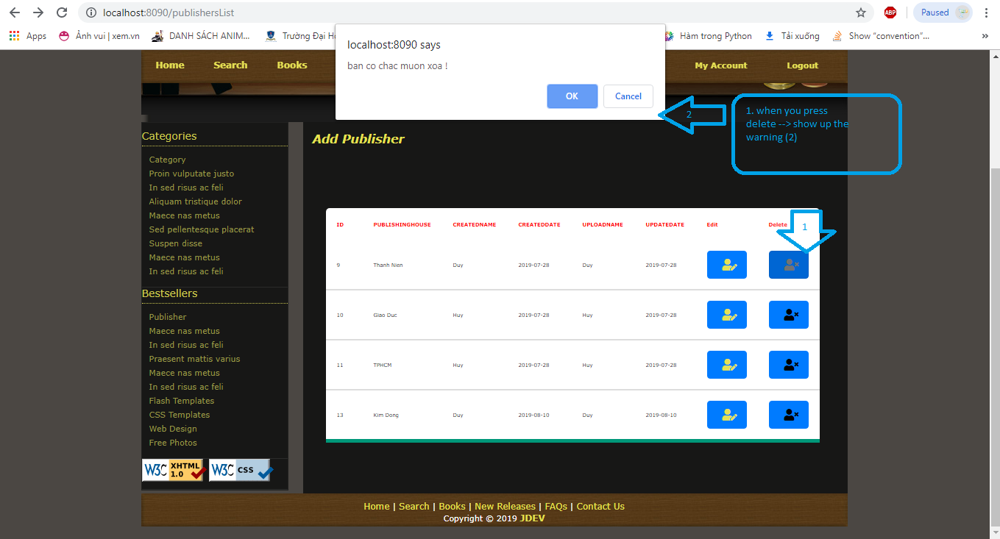 localhost:8090/publishersList
ABP
Paused
Apps
Ảnh vui | xem.vn
DANH SÁCH ANIM...
Trường Đại H
Hàm trong Python
Tải xuống
Show “convention”...
»
localhost:8090 says
ban co chac muon xoa !
OK
Cancel
Home
Search
Books
My Account
Logout
2
1. when you press
delete --> show up the
warning (2)
Categories
Category
Proin vulputate justo
In sed risus ac feli
Aliquam tristique dolor
Maece nas metus
Sed pellentesque placerat
Suspen disse
Maece nas metus
In sed risus ac feli
Bestsellers
Publisher
Maece nas metus
In sed risus ac feli
Praesent mattis varius
Maece nas metus
In sed risus ac feli
Flash Templates
CSS Templates
Web Design
Free Photos
W3C XHTML 1.0
W3C CSS
Add Publisher
ID PUBLISHINGHOUSE CREATEDNAME CREATEDDATE UPLOADNAME UPDATEDATE Edit Delete
1
9 Thanh Nien Duy 2019-07-28 Duy 2019-07-28
10 Giao Duc Huy 2019-07-28 Huy 2019-07-28
11 TPHCM Huy 2019-07-28 Huy 2019-07-28
13 Kim Dong Duy 2019-08-10 Duy 2019-08-10
Home | Search | Books | New Releases | FAQs | Contact Us
Copyright © 2019 JDEV